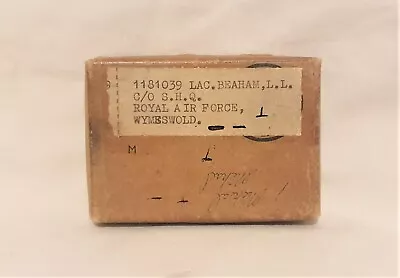 1181039 LAC. BEAHAM, L.L.
C/O S.H.Q.
ROYAL AIR FORCE,
WYMESWOLD.
M